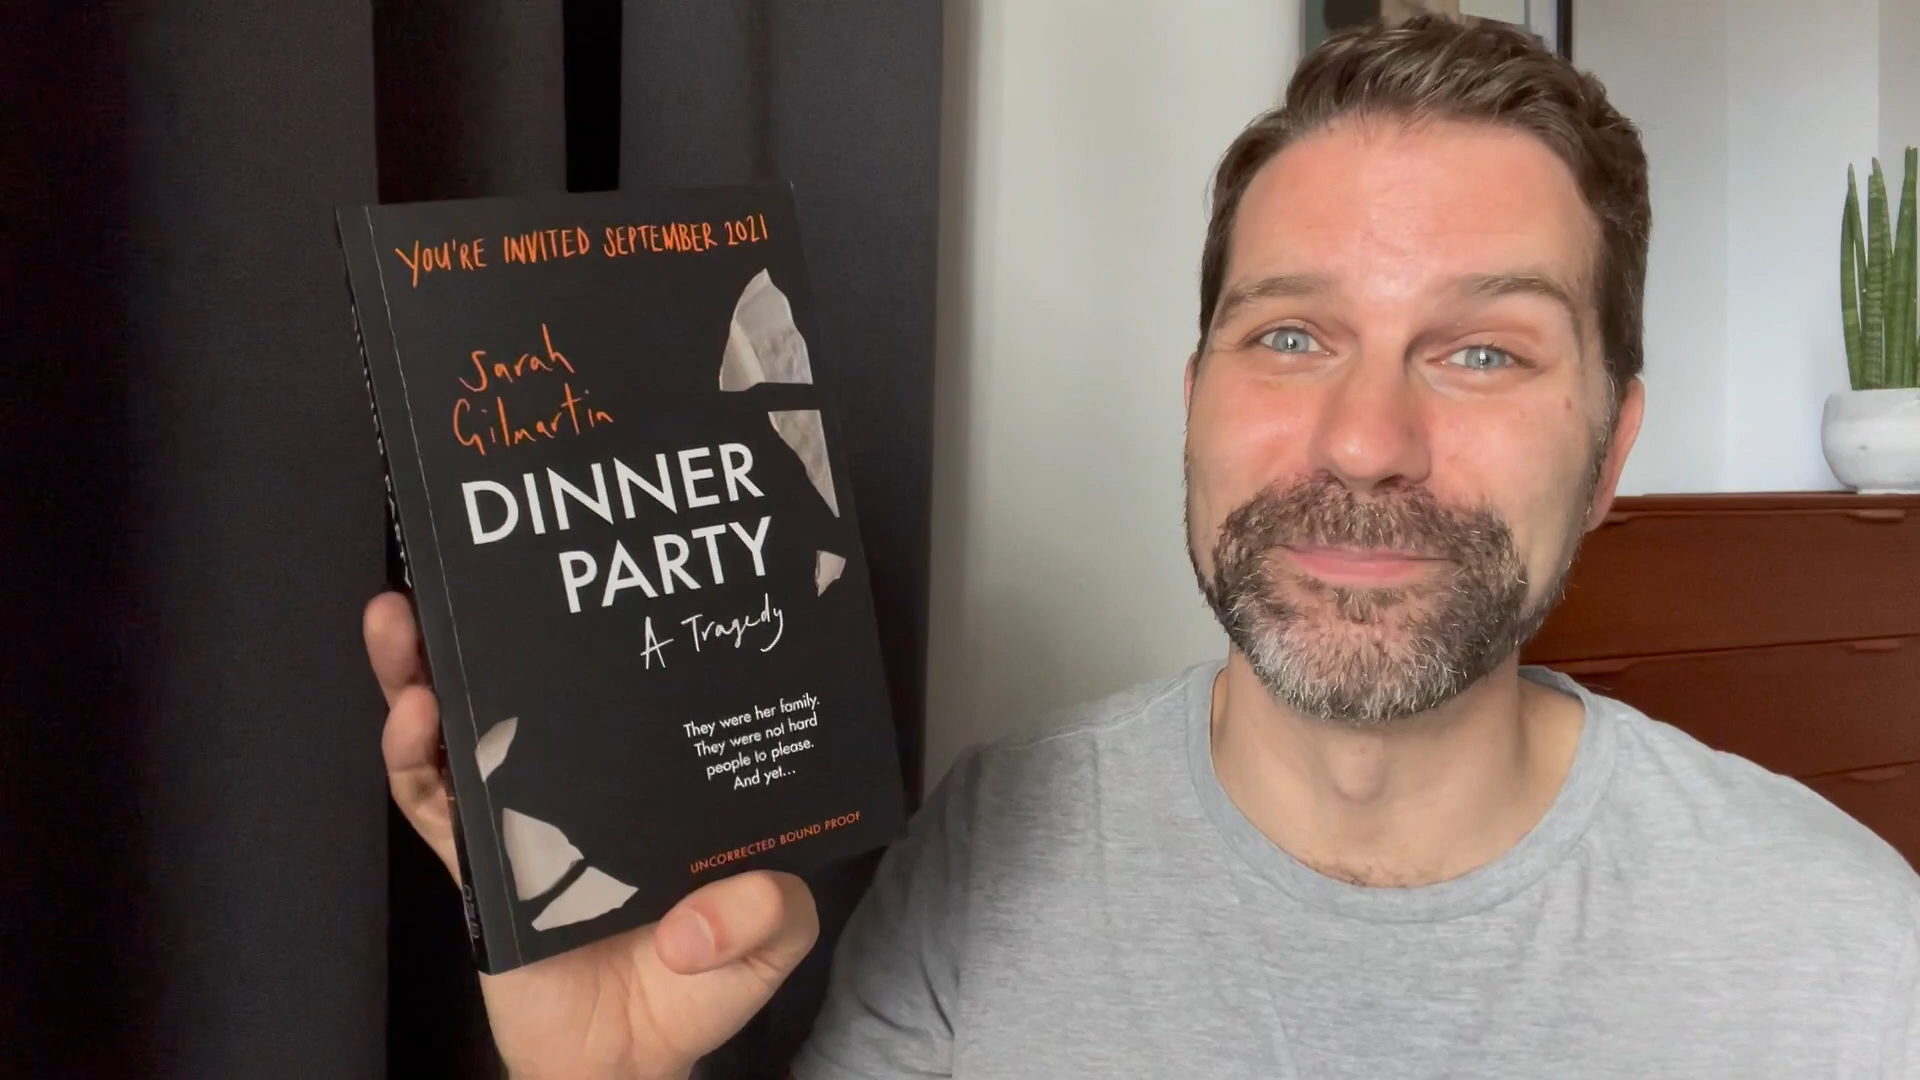 YOU'RE INVITED SEPTEMBER 2021
Sarah
Gilmartin
DINNER
PARTY
A Tragedy
They were her family.
They were not hard
people to please.
And yet...
UNCORRECTED BOUND PROOF